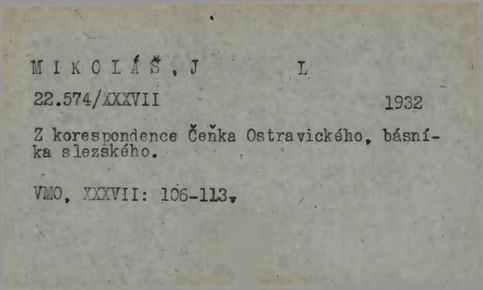 MIKOLÁŠ, J L
22.574/XXXVII 1932
Z korespondence Čeňka Ostravického, básní-
ka slezského.
VMO, XXXVII: 106-113.